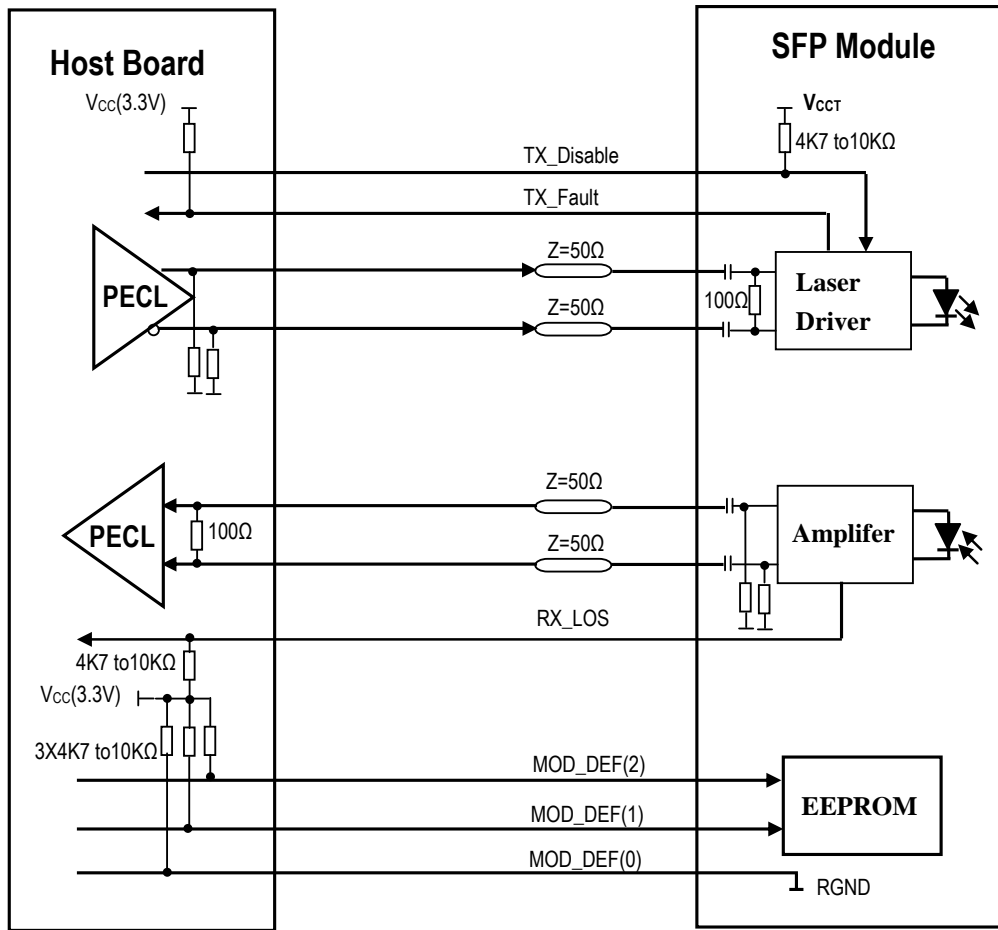 Host Board
SFP Module
VCC(3.3V)
VCCT
4K7 to10KΩ
TX_Disable
TX_Fault
PECL
Z=50Ω
Z=50Ω
100Ω
Laser
Driver
PECL
100Ω
Z=50Ω
Z=50Ω
Amplifer
RX_LOS
4K7 to10KΩ
VCC(3.3V)
3X4K7 to10KΩ
MOD_DEF(2)
MOD_DEF(1)
MOD_DEF(0)
EEPROM
RGND